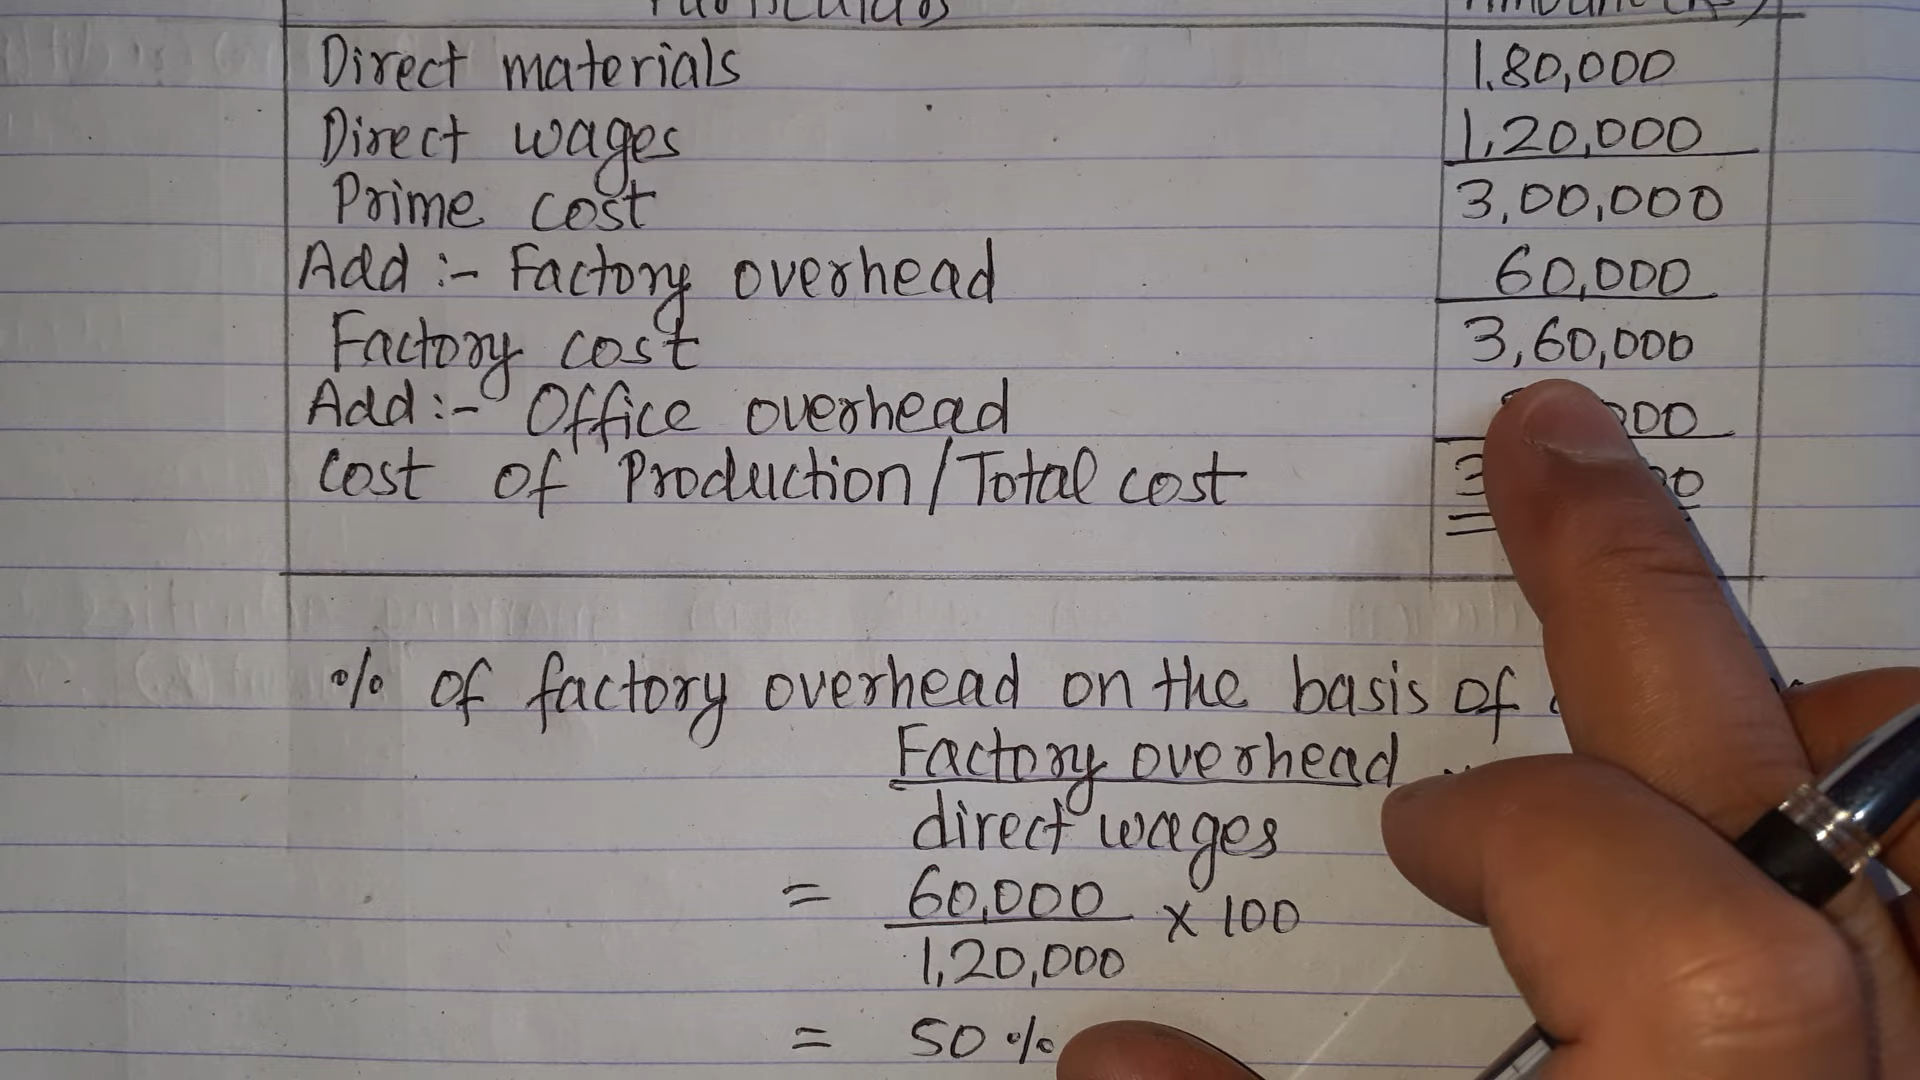 Direct materials 1,80,000
Direct wages 1,20,000
Prime cost 3,00,000
Add :- Factory overhead 60,000
Factory cost 3,60,000
Add :- Office overhead
Cost of Production/Total cost
% of factory overhead on the basis of
Factory overhead
direct wages
= 60,000 x 100
1,20,000
= 50%